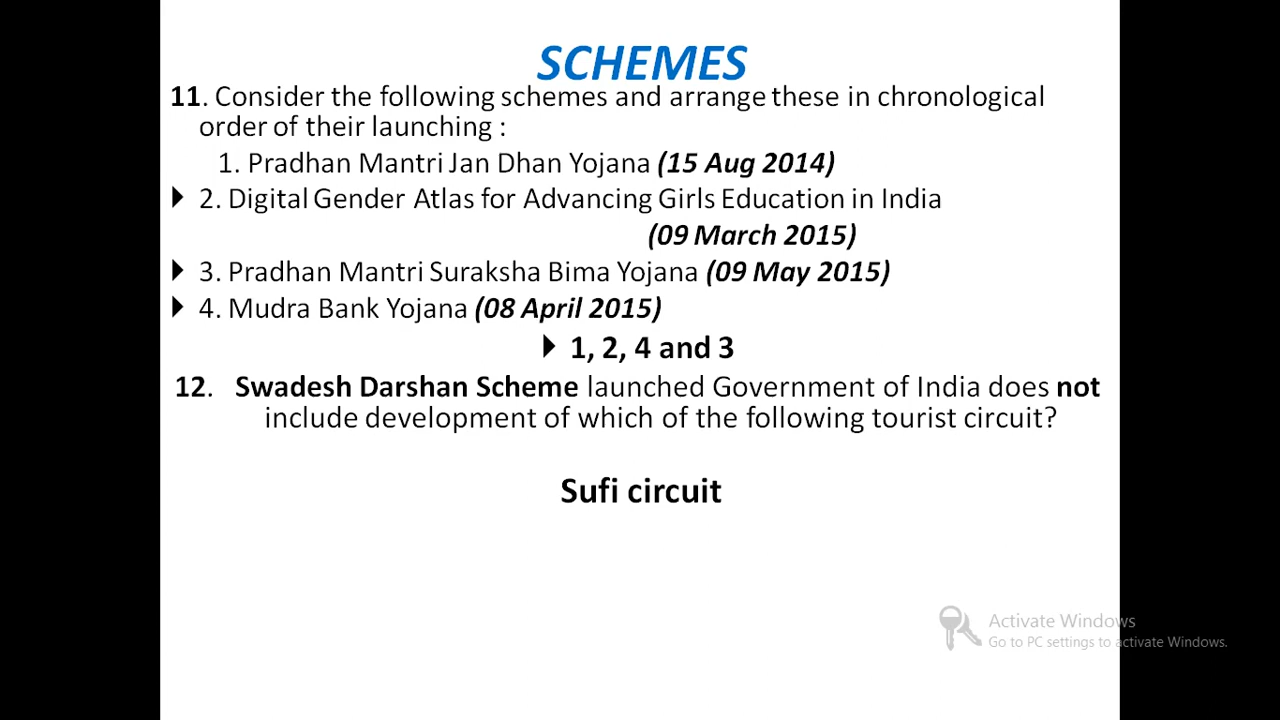 SCHEMES
11. Consider the following schemes and arrange these in chronological
order of their launching :
1. Pradhan Mantri Jan Dhan Yojana (15 Aug 2014)
2. Digital Gender Atlas for Advancing Girls Education in India
(09 March 2015)
3. Pradhan Mantri Suraksha Bima Yojana (09 May 2015)
4. Mudra Bank Yojana (08 April 2015)
1, 2, 4 and 3
12. Swadesh Darshan Scheme launched Government of India does not
include development of which of the following tourist circuit?
Sufi circuit
Activate Windows
Go to PC settings to activate Windows.